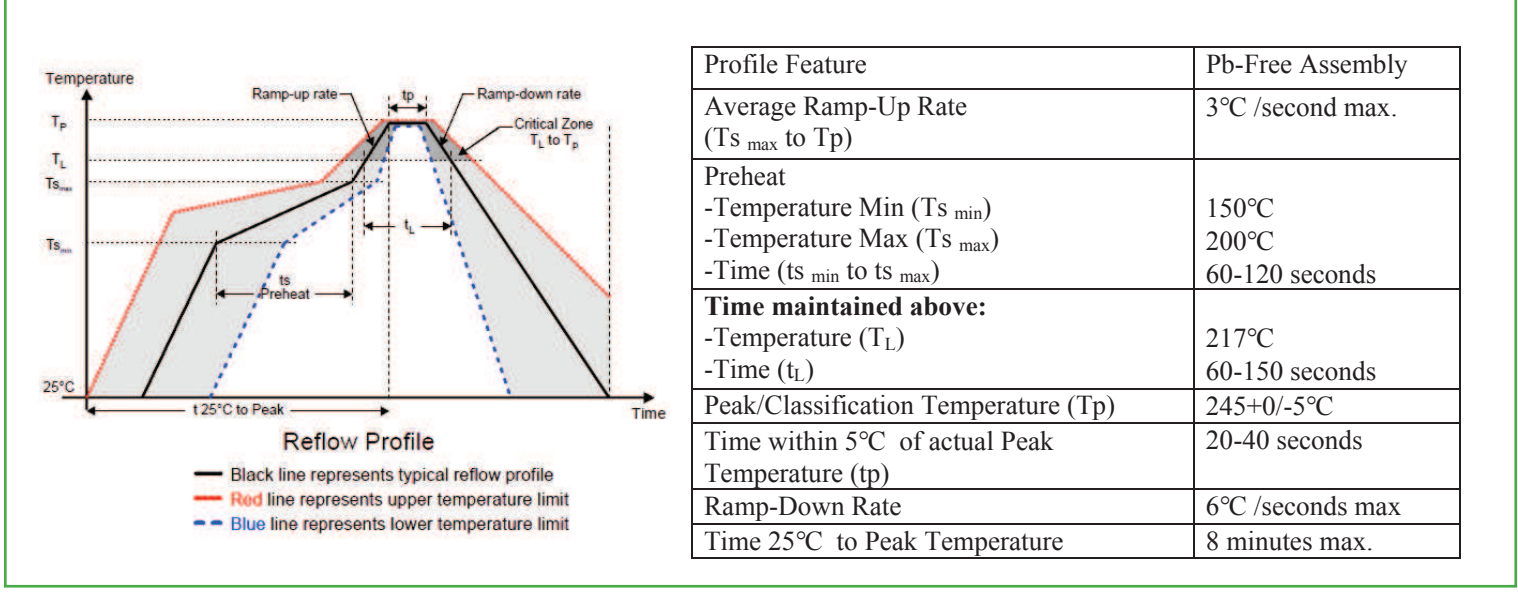 Temperature
Ramp-up rate
tp
Ramp-down rate
Critical Zone
TL to Tp
TP
TL
Tsmax
Tsmin
tL
ts
Preheat
25°C
t 25°C to Peak
Time
Reflow Profile
Black line represents typical reflow profile
Red line represents upper temperature limit
Blue line represents lower temperature limit
Profile Feature Pb-Free Assembly
Average Ramp-Up Rate 3℃ /second max.
(Ts max to Tp)
Preheat
-Temperature Min (Ts min) 150℃
-Temperature Max (Ts max) 200℃
-Time (ts min to ts max) 60-120 seconds
Time maintained above:
-Temperature (TL) 217℃
-Time (tL) 60-150 seconds
Peak/Classification Temperature (Tp) 245+0/-5℃
Time within 5℃ of actual Peak 20-40 seconds
Temperature (tp)
Ramp-Down Rate 6℃ /seconds max
Time 25℃ to Peak Temperature 8 minutes max.